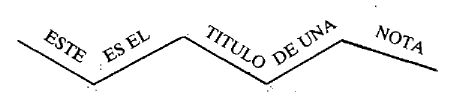 ESTE ES EL TITULO DE UNA NOTA